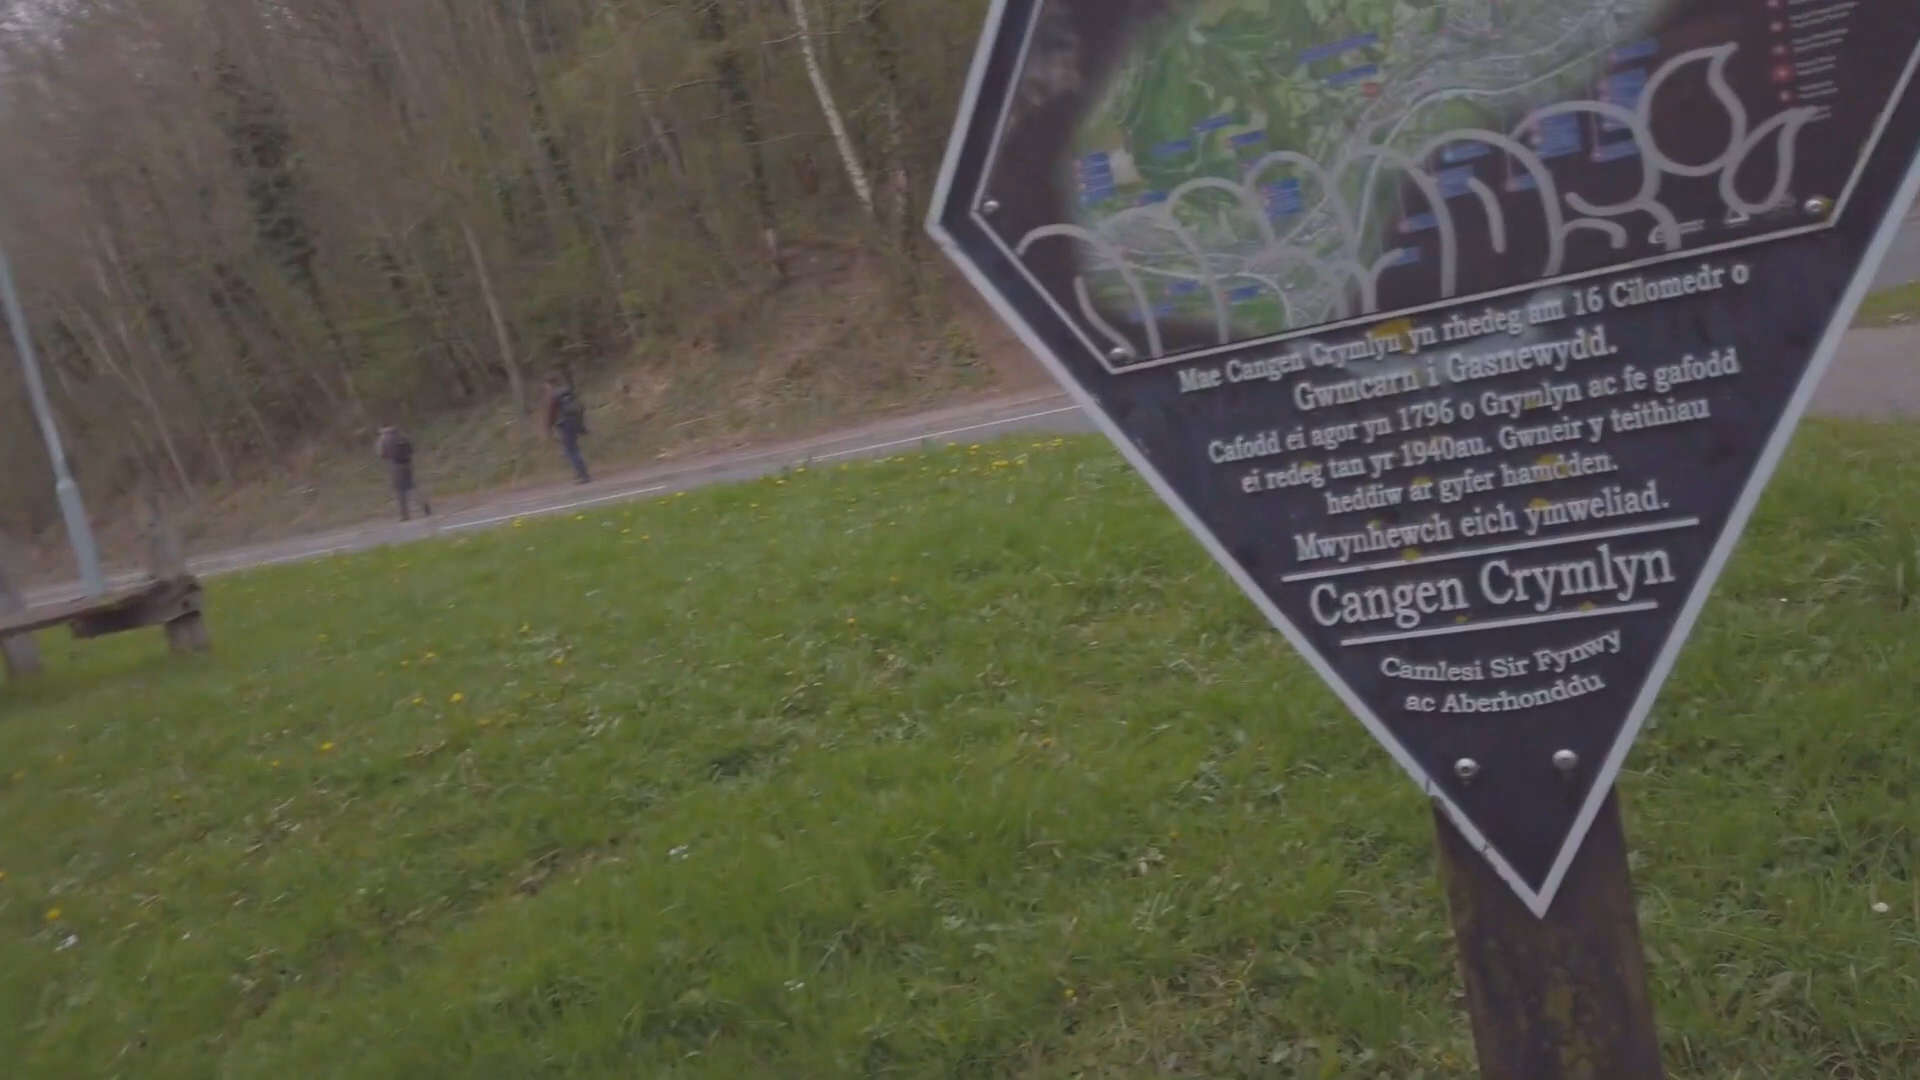 Mae Cangen Crymlyn yn rhedeg am 16 Cilomedr o
Gwmcarn i Gasnewydd.
Cafodd ei agor yn 1796 o Grymlyn ac fe gafodd
ei redeg tan yr 1940au. Gwneir y teithiau
heddiw ar gyfer hamdden.
Mwynhewch eich ymweliad.
Cangen Crymlyn
Camlesi Sir Fynwy
ac Aberhonddu